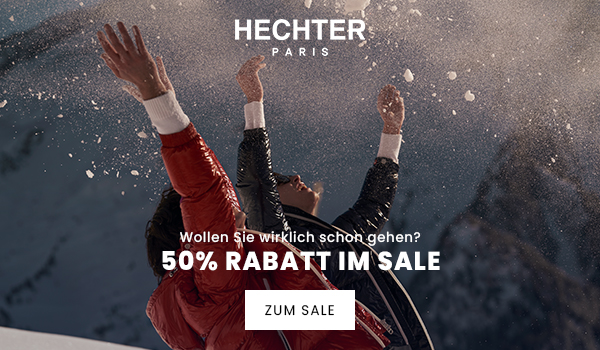 HECHTER
PARIS
Wollen Sie wirklich schon gehen?
50% RABATT IM SALE
ZUM SALE